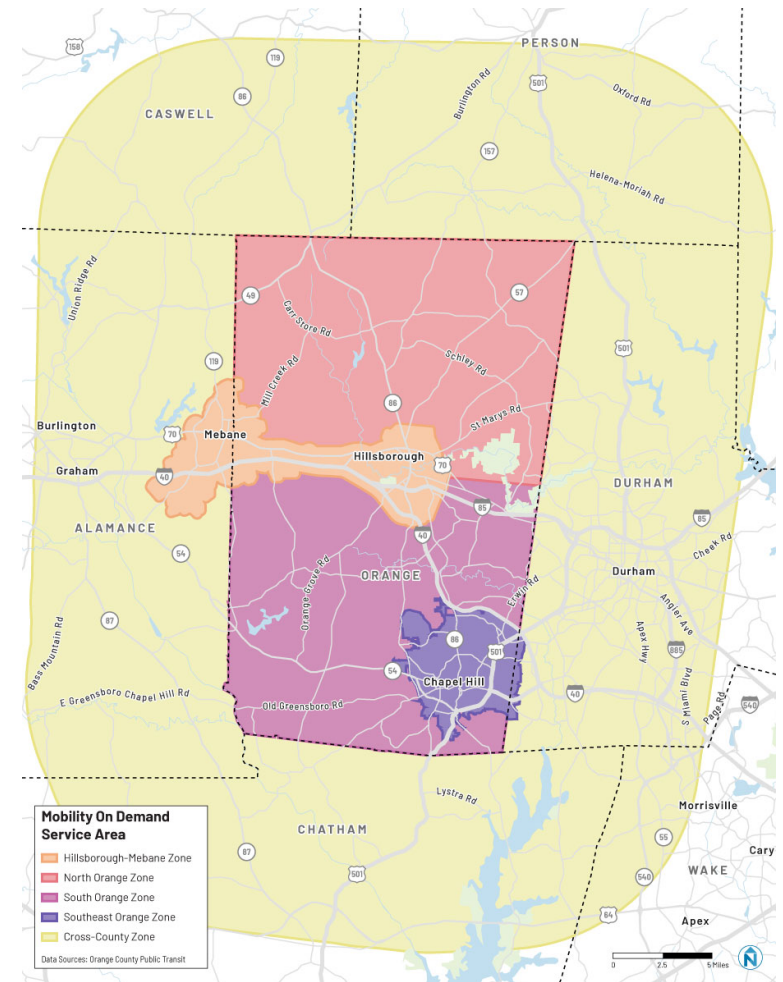 PERSON
158
119
501
86
Burlington Rd
Oxford Rd
CASWELL
157
Helena-Moriah Rd
Union Ridge Rd
49
57
Carr Store Rd
501
119
Schley Rd
Mill Creek Rd
86
St Marys Rd
Burlington
70
Mebane
Hillsborough
70
Graham
40
DURHAM
85
85
ALAMANCE
40
Cheek Rd
54
ORANGE
Durham
Orange Grove Rd
Erwin Rd
Angier Ave
87
86
Apex Hwy
501
885
Bass Mountain Rd
54
Chapel Hill
E Greensboro Chapel Hill Rd
40
S Miami Blvd
Page Rd
540
Old Greensboro Rd
Lystra Rd
Morrisville
Mobility On Demand
Service Area
Hillsborough-Mebane Zone
North Orange Zone
South Orange Zone
Southeast Orange Zone
Cross-County Zone
Data Sources: Orange County Public Transit
CHATHAM
55
87
Cary
501
WAKE
540
64
Apex
0
2.5
5 Miles
N